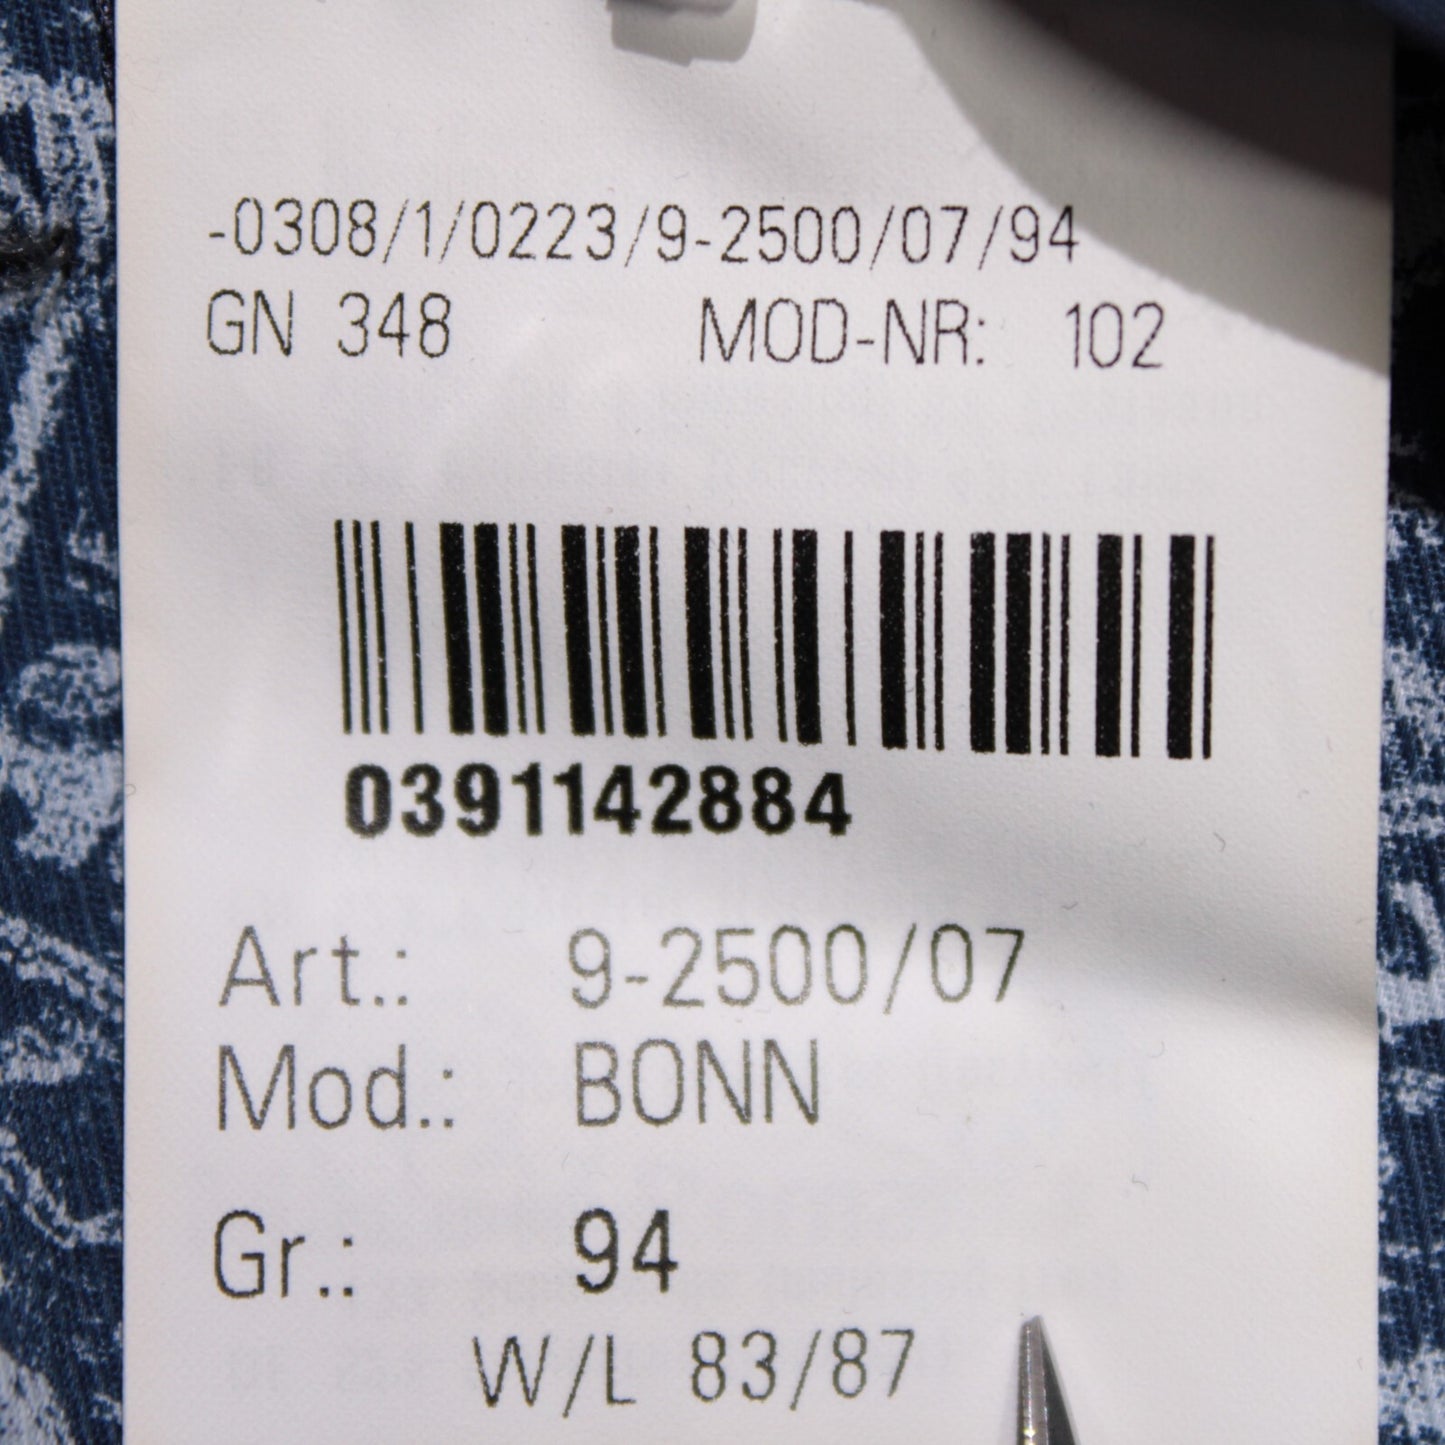 -0308/1/0223/9-2500/07/94
GN 348 MOD-NR: 102
0391142884
Art.: 9-2500/07
Mod.: BONN
Gr.: 94
W/L 83/87